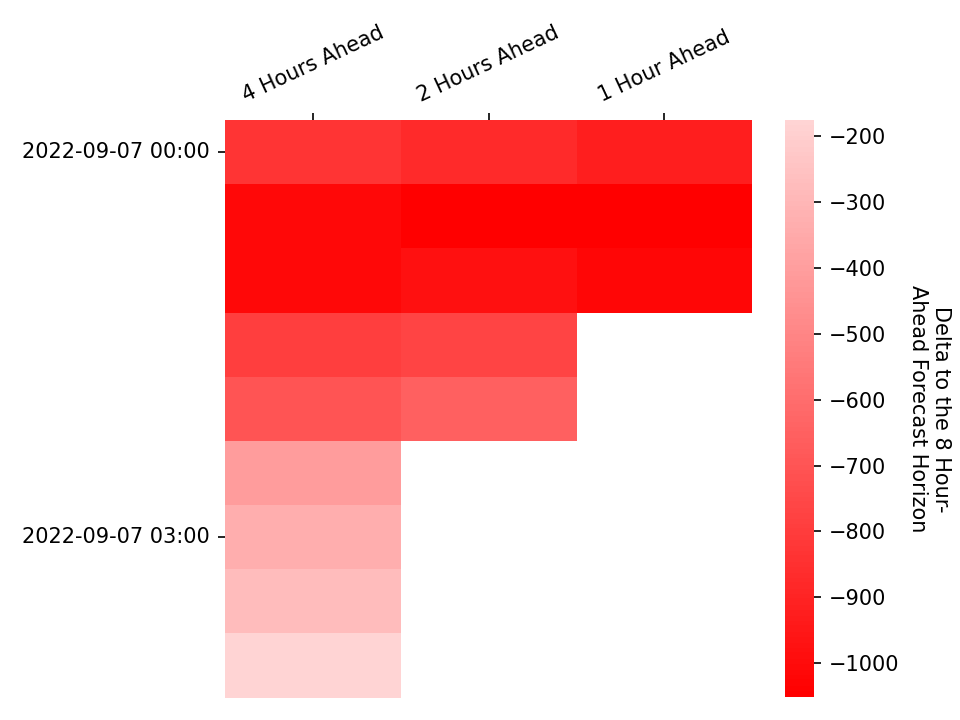 4 Hours Ahead
2 Hours Ahead
1 Hour Ahead
2022-09-07 00:00
2022-09-07 03:00
−200
−300
−400
−500
−600
−700
−800
−900
−1000
Delta to the 8 Hour-
Ahead Forecast Horizon